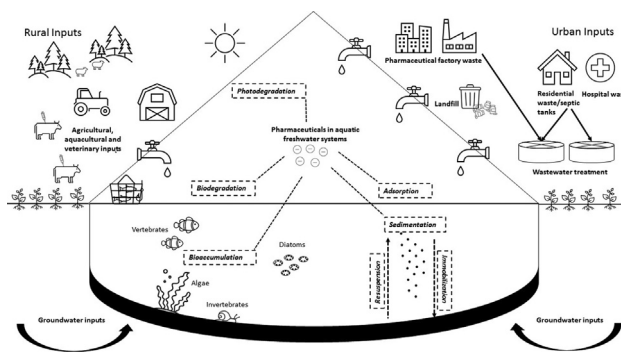 Rural Inputs
Urban Inputs
Pharmaceutical factory waste
Residential
waste/septic
tanks
Hospital was
Landfill
Photodegradation
Agricultural,
aquacultural and
veterinary inputs
Pharmaceuticals in aquatic
freshwater systems
Wastewater treatment
Biodegradation
Adsorption
Sedimentation
Vertebrates
Bioaccumulation
Diatoms
Resuspension
Immobilization
Algae
Invertebrates
Groundwater inputs
Groundwater inputs